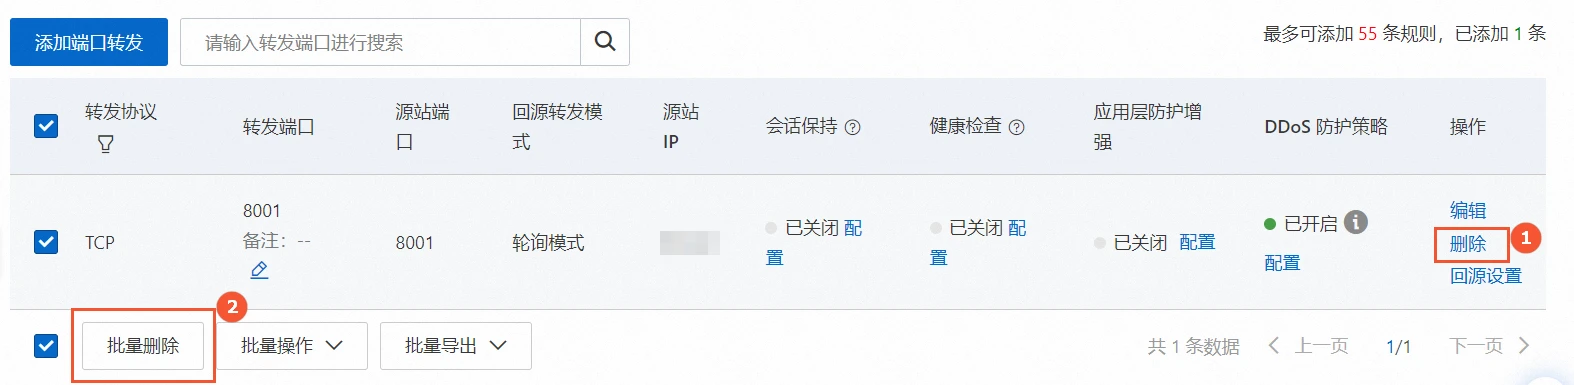 添加端口转发
请输入转发端口进行搜索
最多可添加 55 条规则，已添加 1 条
转发协议
转发端口
源站端
口
回源转发模
式
源站
IP
会话保持
健康检查
应用层防护增
强
DDoS 防护策略
操作
TCP
8001
备注：--
8001
轮询模式
已关闭 配
置
已关闭 配
置
已关闭 配置
已开启
配置
编辑
删除
1
回源设置
2
批量删除
批量操作
批量导出
共 1 条数据
上一页
1/1
下一页